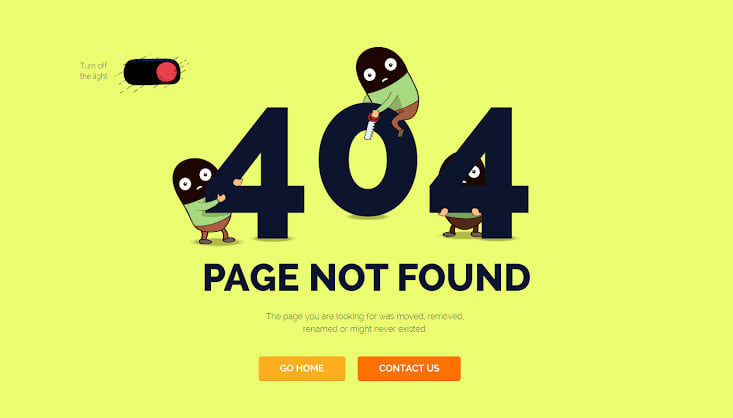 Turn off
the light
404
PAGE NOT FOUND
The page you are looking for was moved, removed,
renamed or might never existed.
GO HOME
CONTACT US